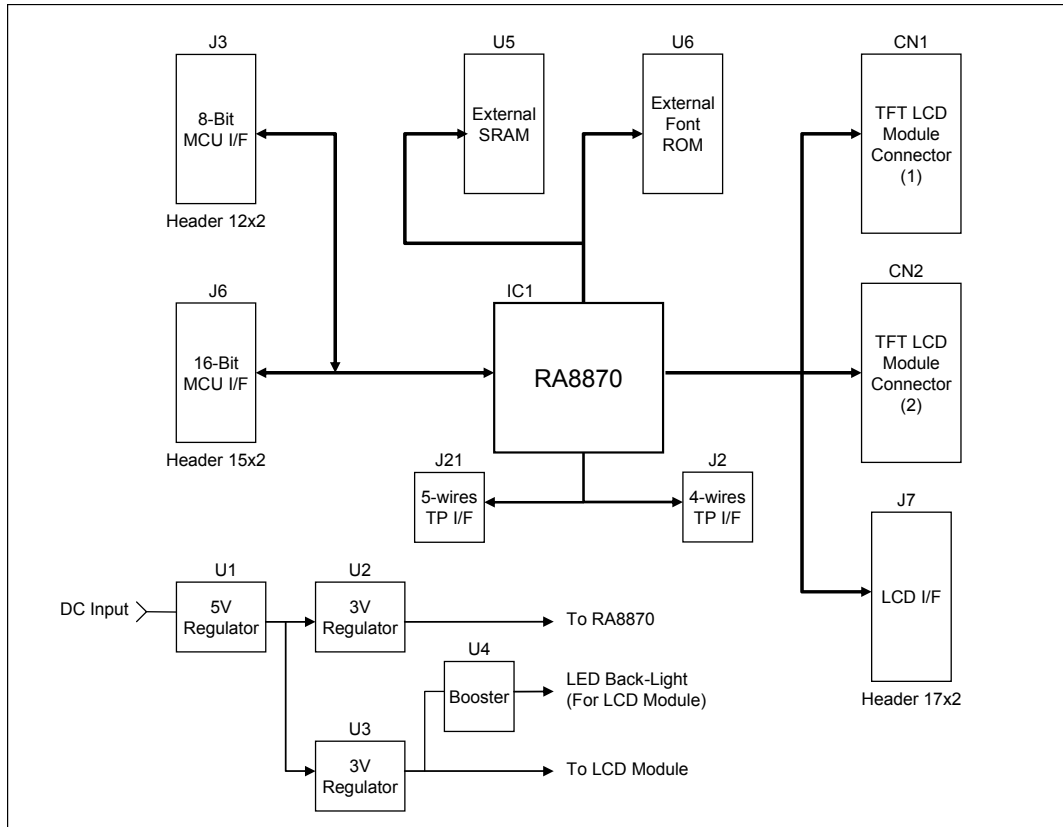 J3
8-Bit
MCU I/F
Header 12x2
U5
External
SRAM
U6
External
Font
ROM
CN1
TFT LCD
Module
Connector
(1)
J6
16-Bit
MCU I/F
Header 15x2
IC1
RA8870
CN2
TFT LCD
Module
Connector
(2)
J21
5-wires
TP I/F
J2
4-wires
TP I/F
J7
LCD I/F
Header 17x2
DC Input
U1
5V
Regulator
U2
3V
Regulator
To RA8870
U4
Booster
LED Back-Light
(For LCD Module)
U3
3V
Regulator
To LCD Module